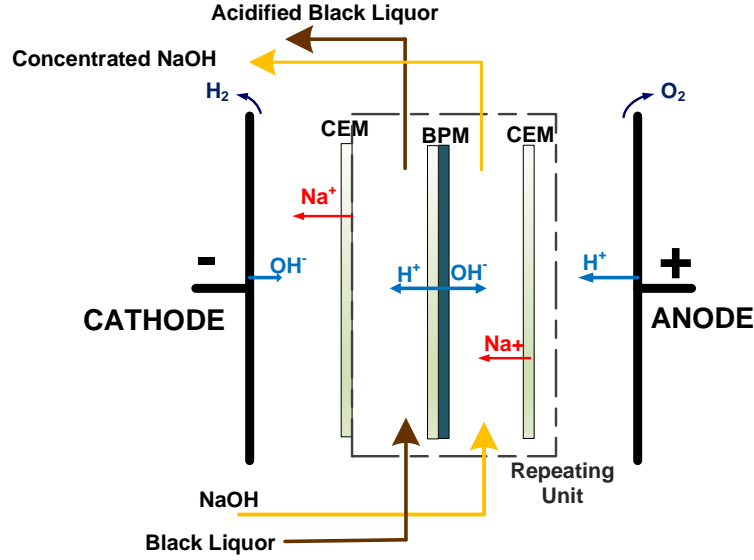 Acidified Black Liquor
Concentrated NaOH
H₂
O₂
CEM
BPM
CEM
Na⁺
-
OH⁻
H⁺
OH⁻
H⁺
+
CATHODE
ANODE
Na+
Repeating
Unit
NaOH
Black Liquor